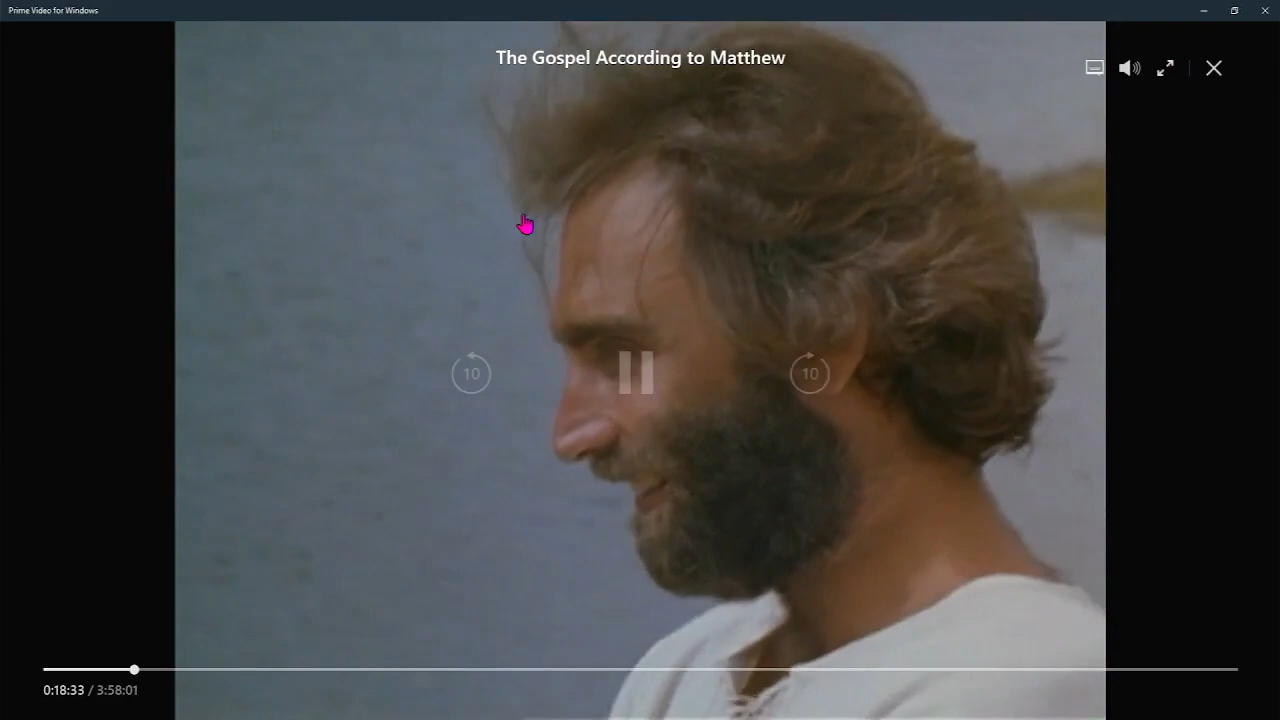 Prime Video for Windows
The Gospel According to Matthew
10
10
0:18:33 / 3:58:01